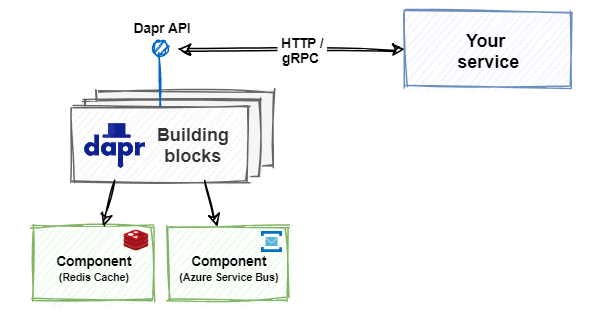 Dapr API
HTTP /
gRPC
Your
service
dapr
Building
blocks
Component
(Redis Cache)
Component
(Azure Service Bus)